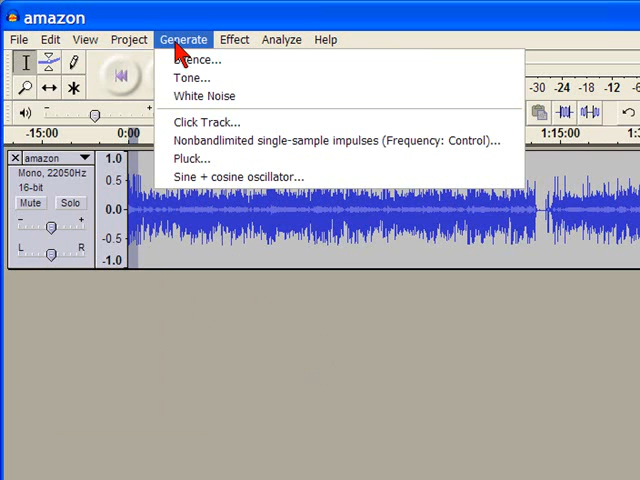 amazon
File Edit View Project Generate Effect Analyze Help
Silence...
Tone...
White Noise
-30 -24 -18 -12
Click Track...
-15:00 0:00 1:15:00
Nonbandlimited single-sample impulses (Frequency: Control)...
amazon 1.0
Pluck...
Mono, 22050Hz
Sine + cosine oscillator...
16-bit 0.5
Mute Solo 0.0
- +
-0.5
L R
-1.0